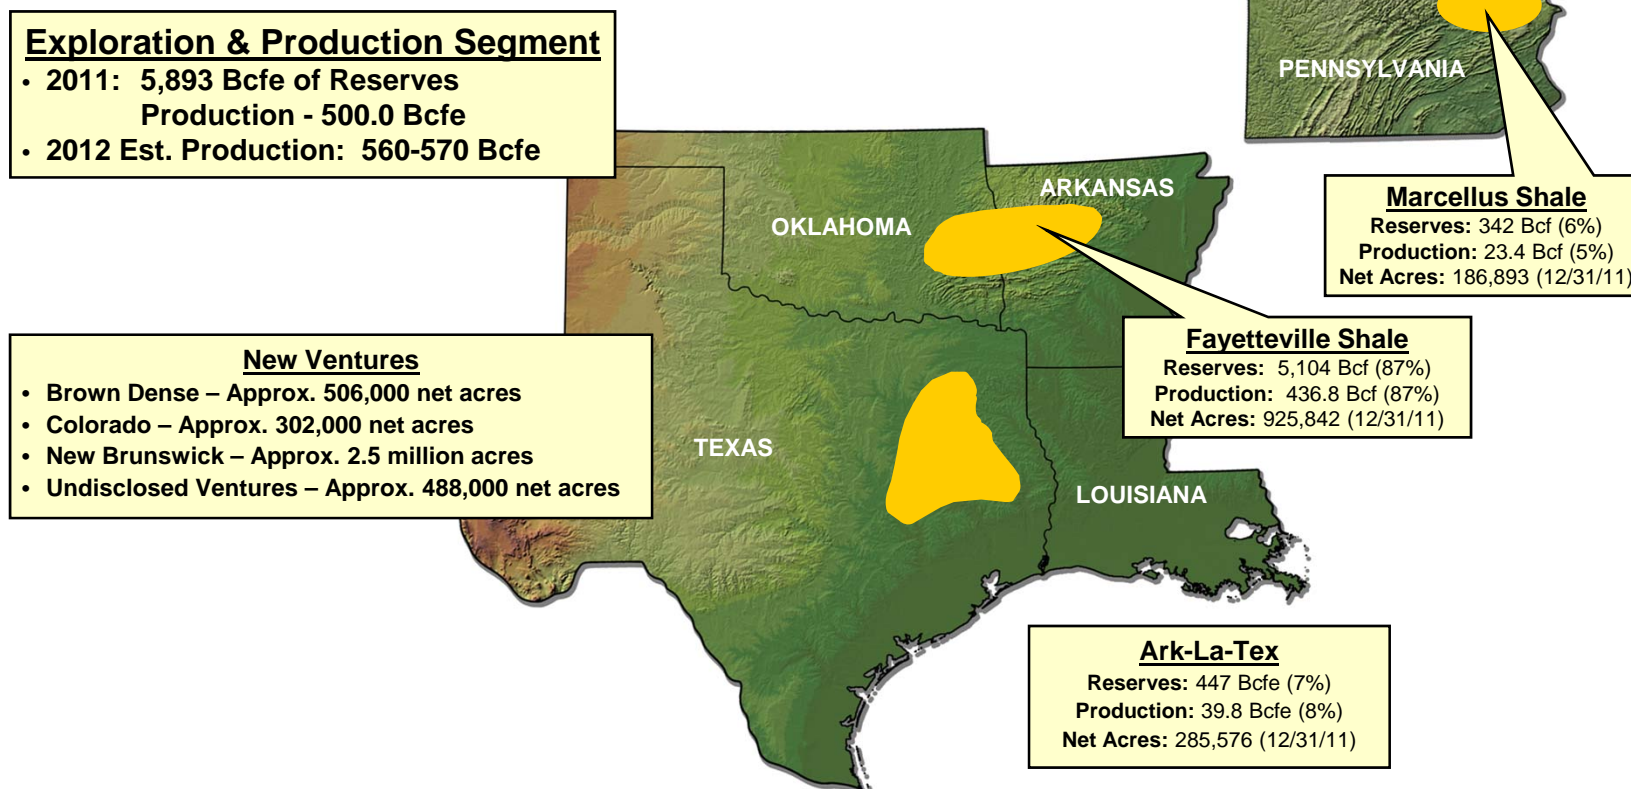 Exploration & Production Segment
• 2011: 5,893 Bcfe of Reserves
Production - 500.0 Bcfe
• 2012 Est. Production: 560-570 Bcfe
PENNSYLVANIA
Marcellus Shale
Reserves: 342 Bcf (6%)
Production: 23.4 Bcf (5%)
Net Acres: 186,893 (12/31/11)
ARKANSAS
OKLAHOMA
Fayetteville Shale
Reserves: 5,104 Bcf (87%)
Production: 436.8 Bcf (87%)
Net Acres: 925,842 (12/31/11)
New Ventures
• Brown Dense – Approx. 506,000 net acres
• Colorado – Approx. 302,000 net acres
• New Brunswick – Approx. 2.5 million acres
• Undisclosed Ventures – Approx. 488,000 net acres
TEXAS
LOUISIANA
Ark-La-Tex
Reserves: 447 Bcfe (7%)
Production: 39.8 Bcfe (8%)
Net Acres: 285,576 (12/31/11)